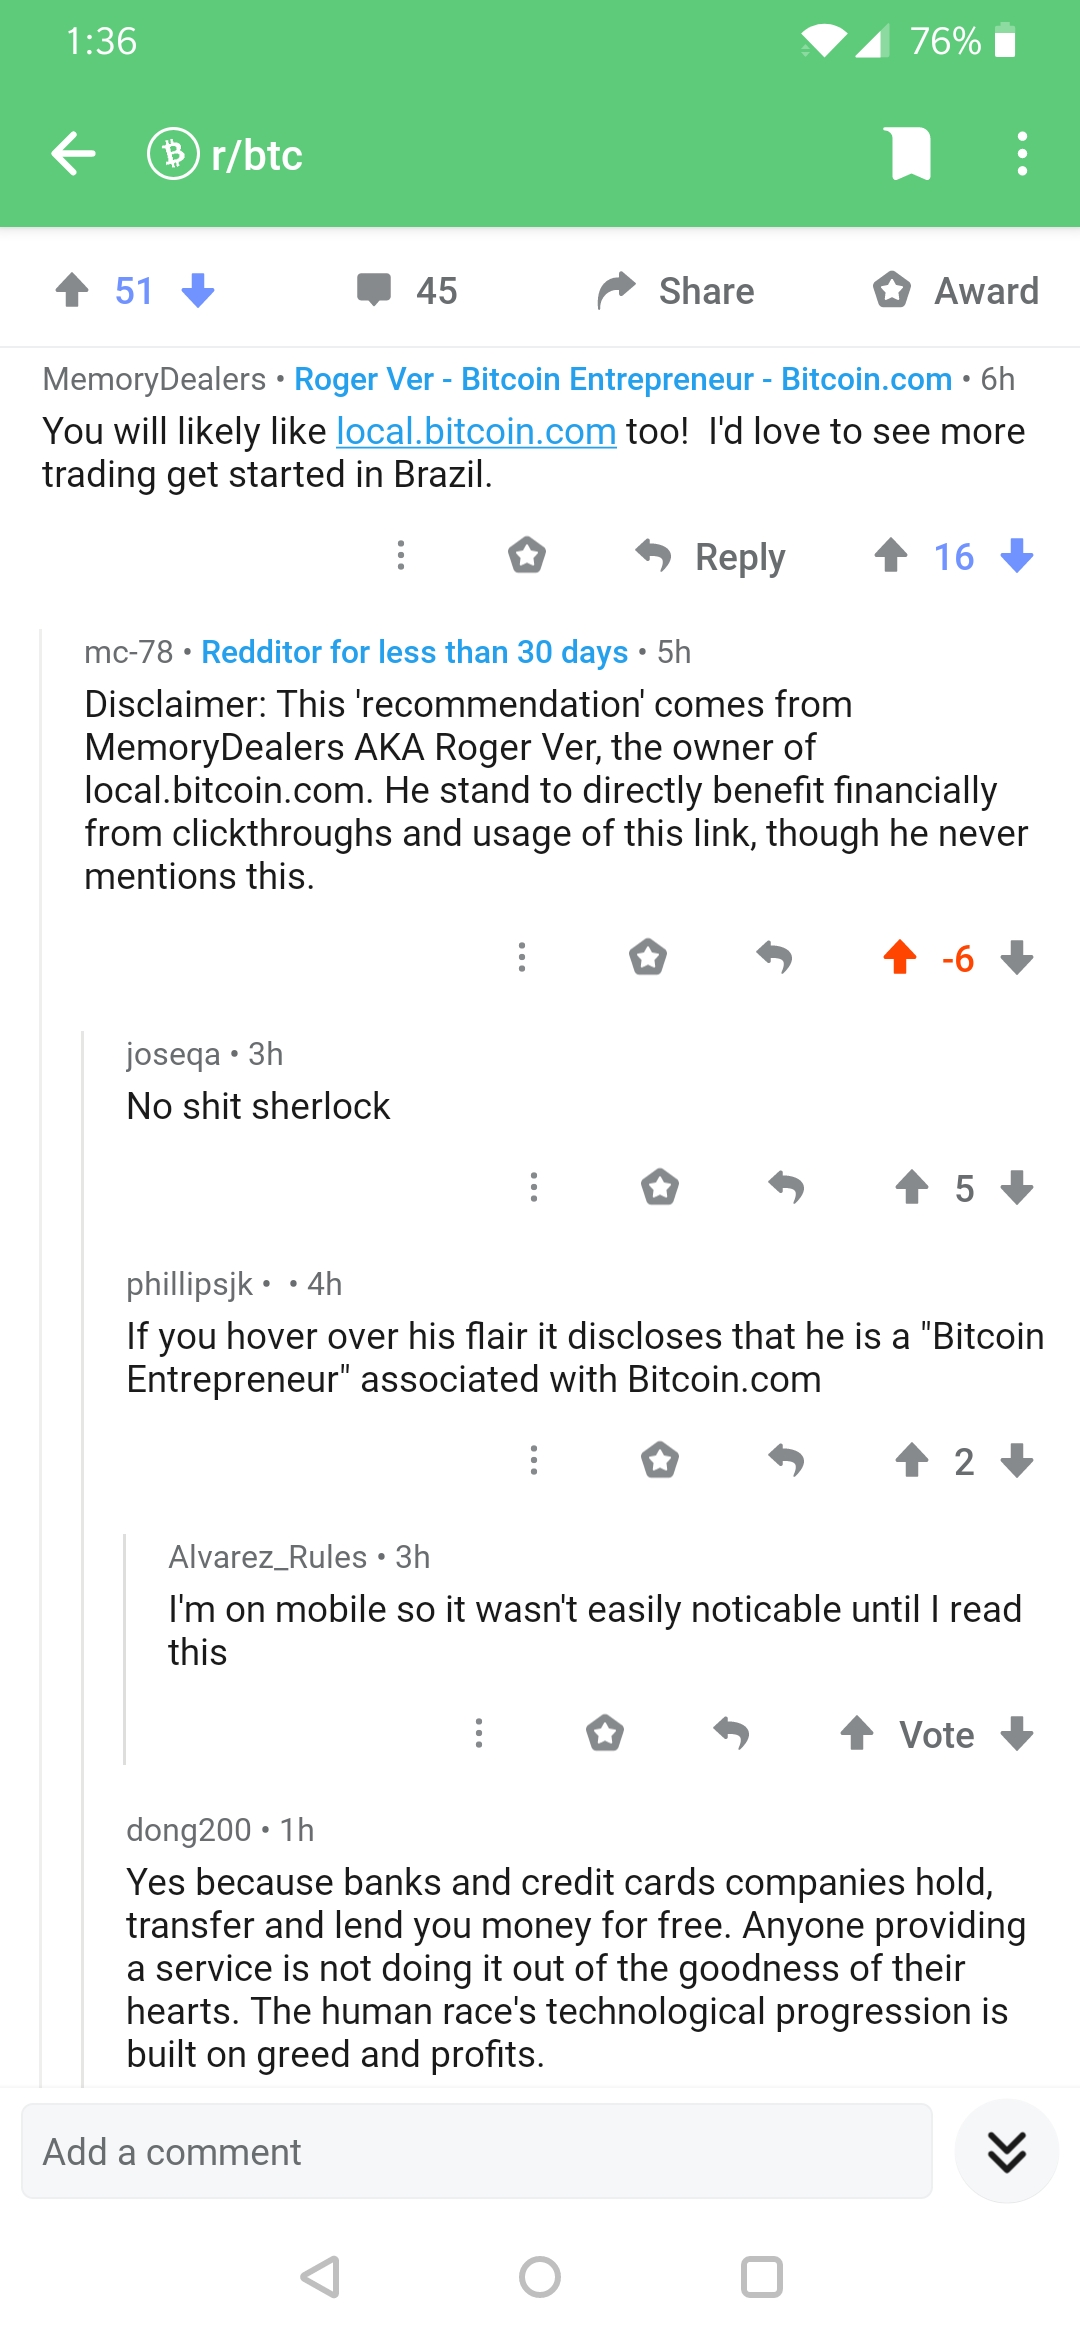 1:36
76%
r/btc
51
45
Share
Award
MemoryDealers • Roger Ver - Bitcoin Entrepreneur - Bitcoin.com • 6h
You will likely like local.bitcoin.com too!  I'd love to see more
trading get started in Brazil.
Reply
16
mc-78 • Redditor for less than 30 days • 5h
Disclaimer: This 'recommendation' comes from
MemoryDealers AKA Roger Ver, the owner of
local.bitcoin.com. He stand to directly benefit financially
from clickthroughs and usage of this link, though he never
mentions this.
-6
joseqa • 3h
No shit sherlock
5
phillipsjk •  • 4h
If you hover over his flair it discloses that he is a "Bitcoin
Entrepreneur" associated with Bitcoin.com
2
Alvarez_Rules • 3h
I'm on mobile so it wasn't easily noticable until I read
this
Vote
dong200 • 1h
Yes because banks and credit cards companies hold,
transfer and lend you money for free. Anyone providing
a service is not doing it out of the goodness of their
hearts. The human race's technological progression is
built on greed and profits.
Add a comment